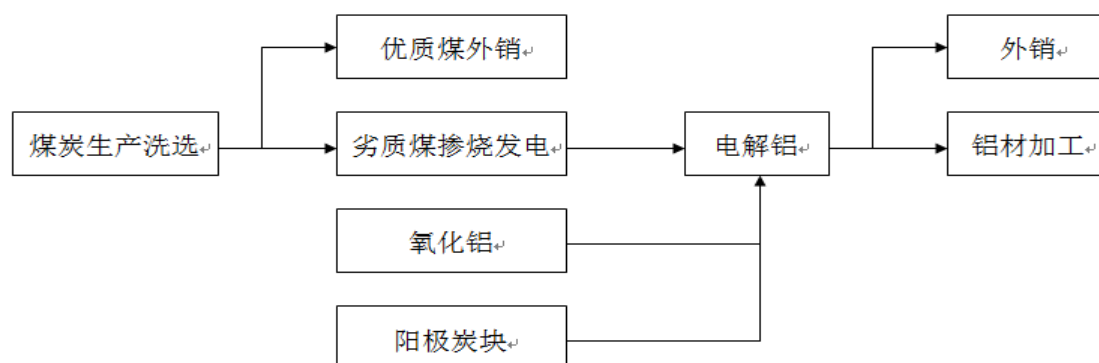 优质煤外销
外销
煤炭生产洗选
劣质煤掺烧发电
电解铝
铝材加工
氧化铝
阳极炭块